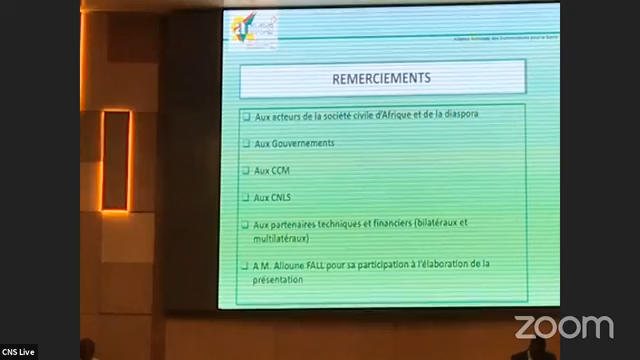 REMERCIEMENTS
❑ Aux acteurs de la société civile d'Afrique et de la diaspora
❑ Aux Gouvernements
❑ Aux CCM
❑ Aux CNLS
❑ Aux partenaires techniques et financiers (bilatéraux et
multilatéraux)
❑ A M. Alioune FALL pour sa participation à l'élaboration de la
présentation
zoom
CNS Live